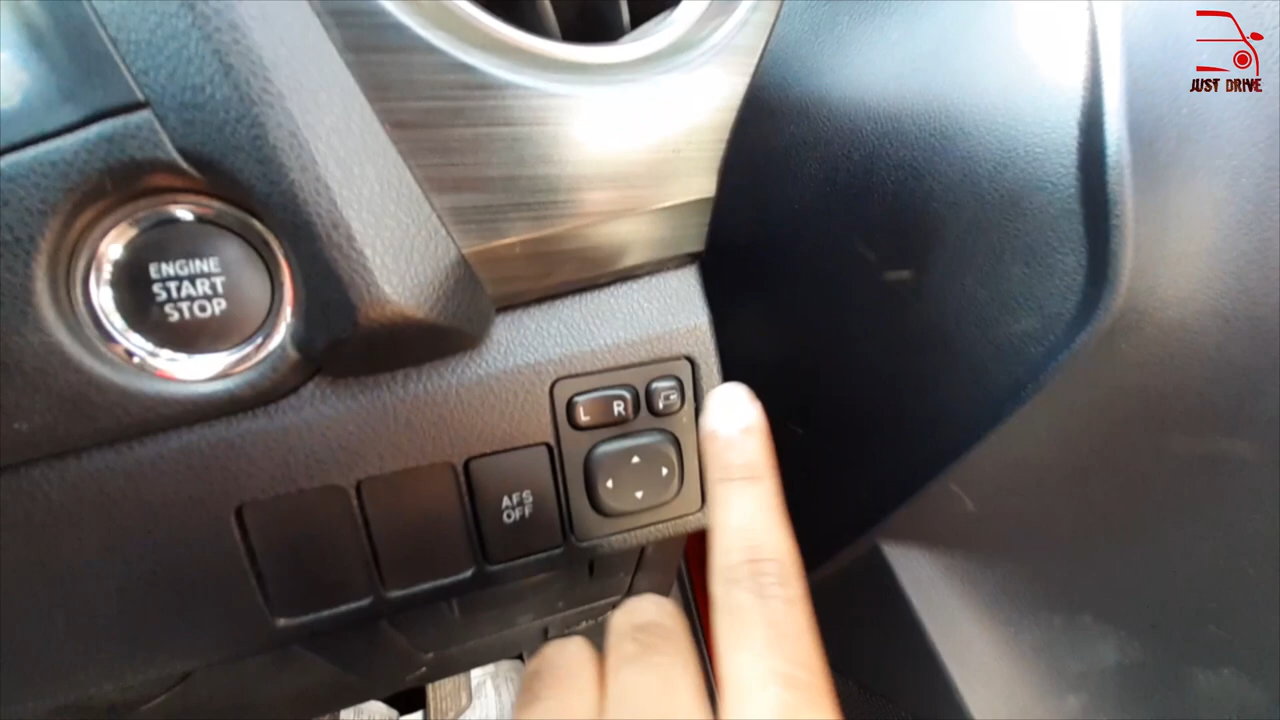 JUST DRIVE
ENGINE
START
STOP
L R
AFS
OFF